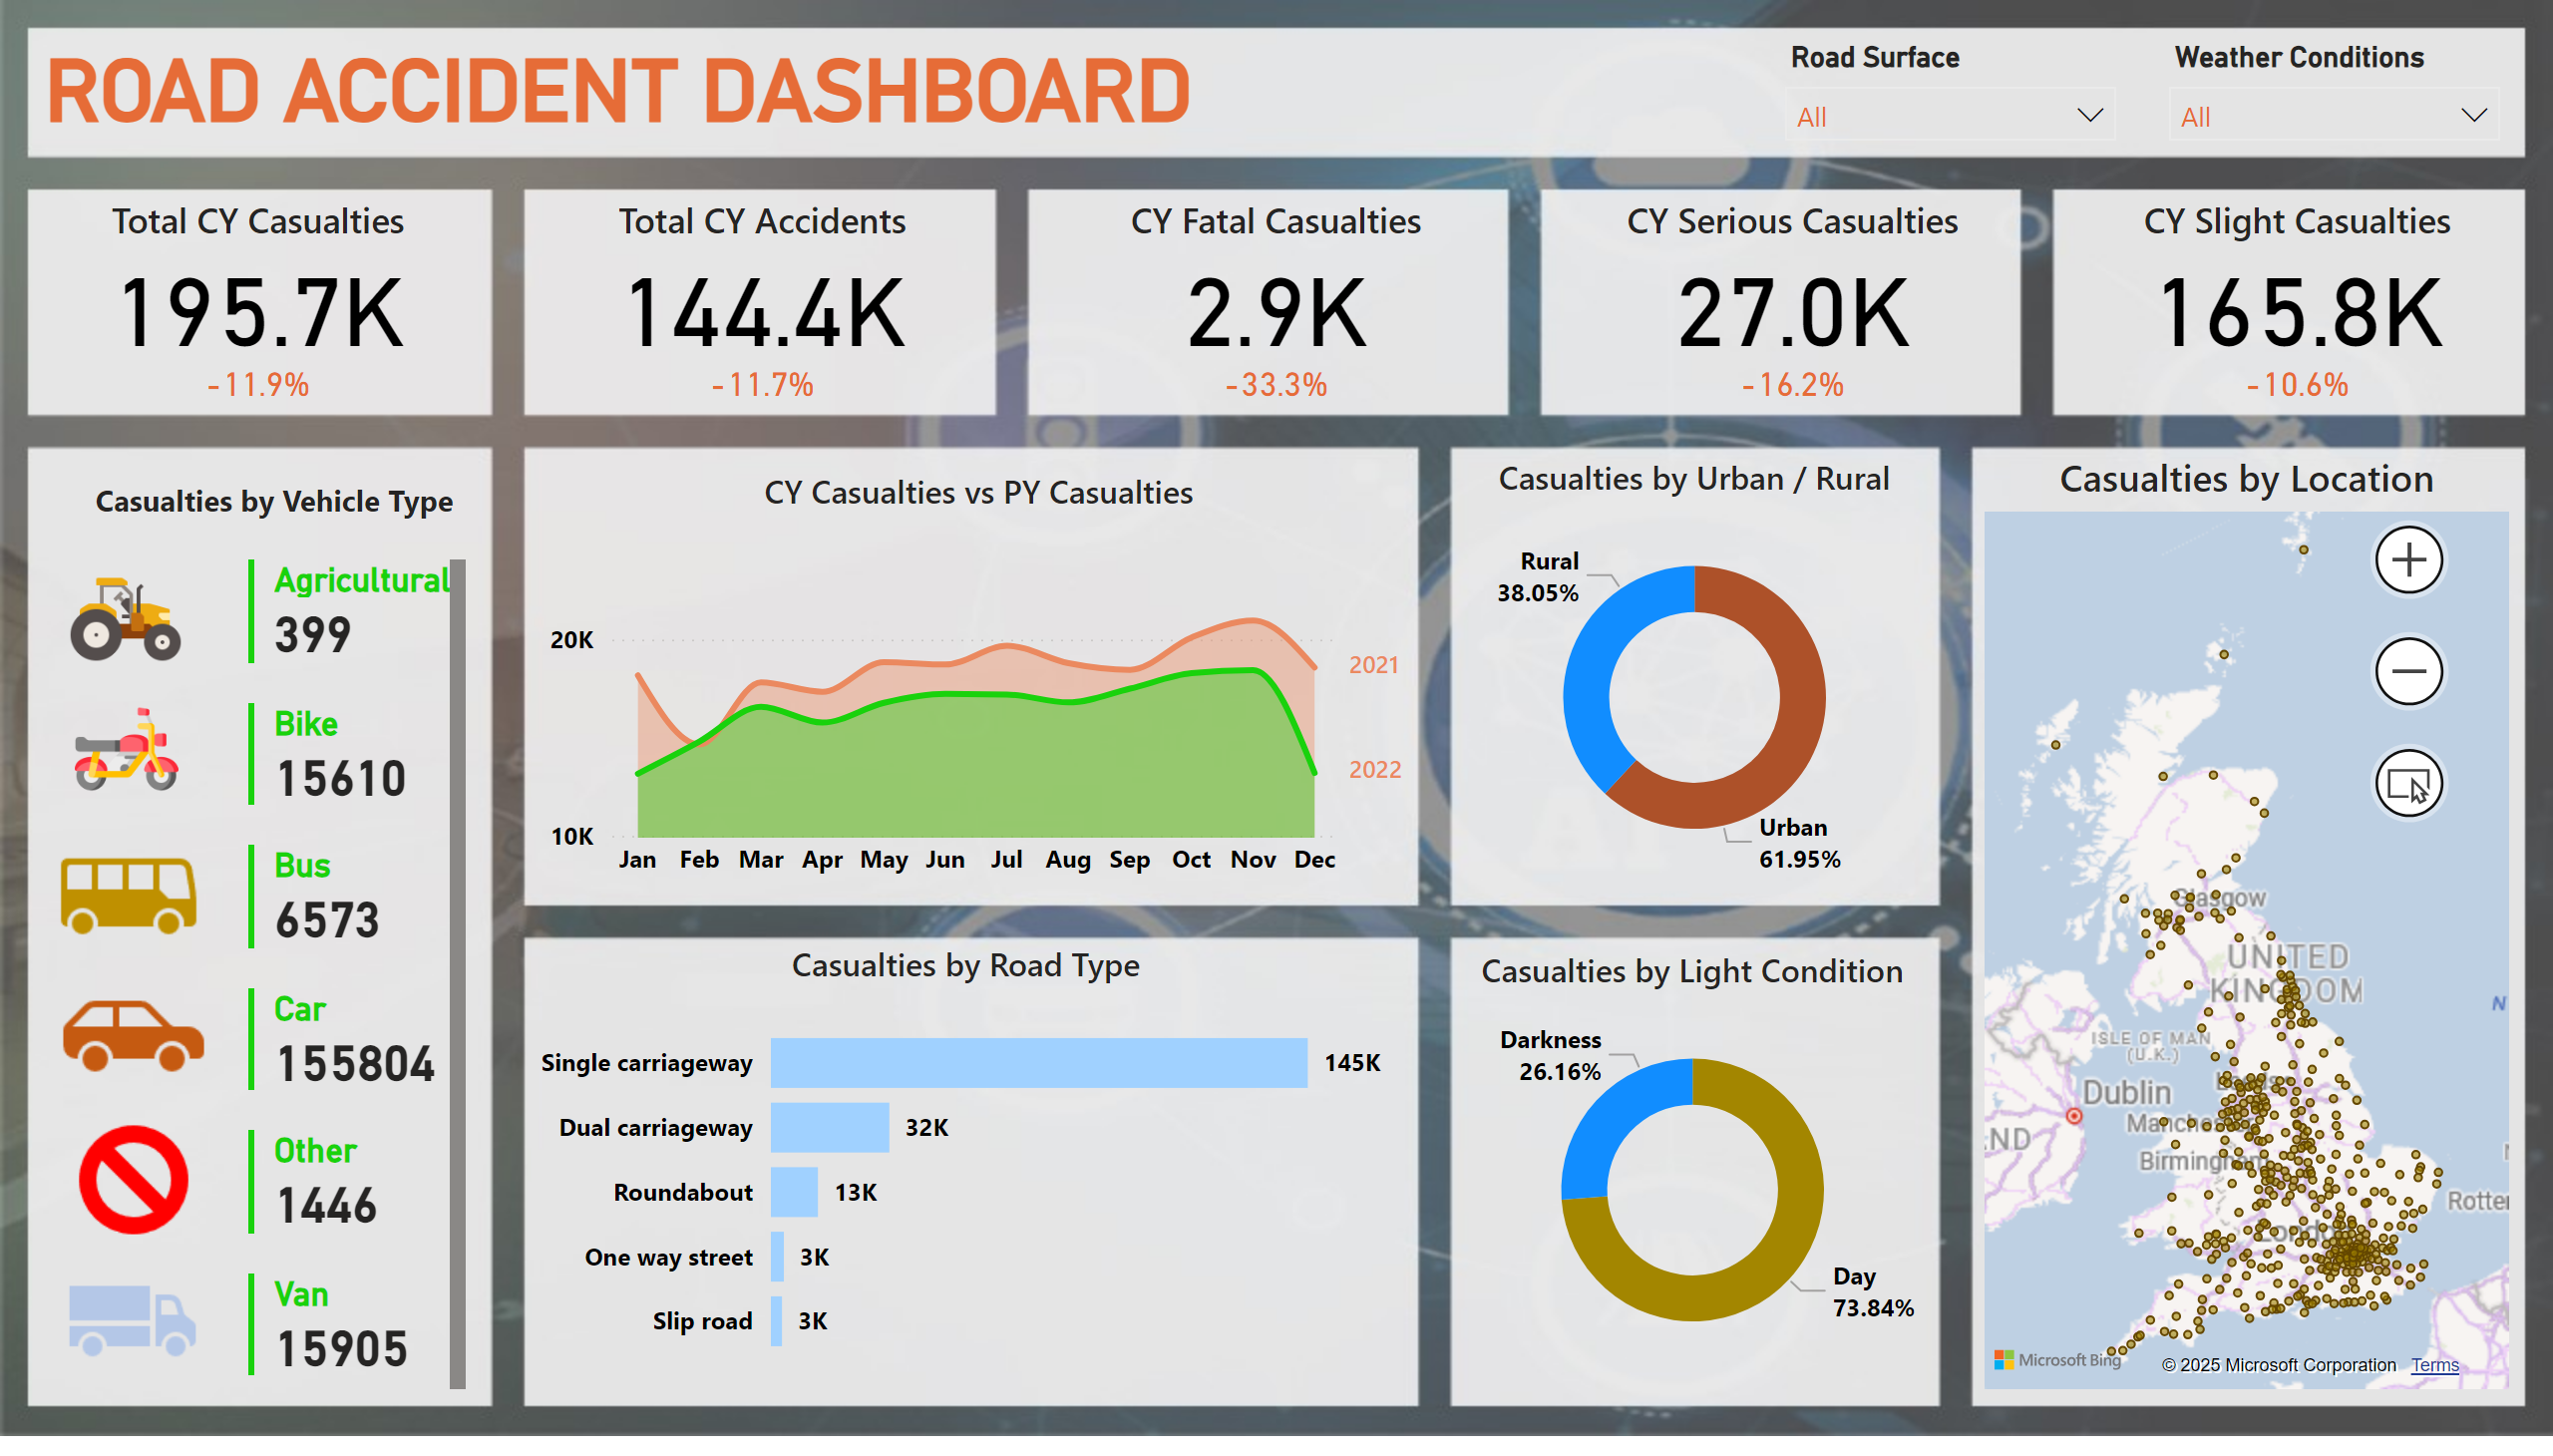 ROAD ACCIDENT DASHBOARD
Road Surface
All
Weather Conditions
All
Total CY Casualties
195.7K
-11.9%
Total CY Accidents
144.4K
-11.7%
CY Fatal Casualties
2.9K
-33.3%
CY Serious Casualties
27.0K
-16.2%
CY Slight Casualties
165.8K
-10.6%
Casualties by Vehicle Type
Agricultural
399
Bike
15610
Bus
6573
Car
155804
Other
1446
Van
15905
CY Casualties vs PY Casualties
20K
10K
2021
2022
Jan Feb Mar Apr May Jun Jul Aug Sep Oct Nov Dec
Casualties by Road Type
Single carriageway 145K
Dual carriageway 32K
Roundabout 13K
One way street 3K
Slip road 3K
Casualties by Urban / Rural
Rural
38.05%
Urban
61.95%
Casualties by Light Condition
Darkness
26.16%
Day
73.84%
Casualties by Location
Glasgow
UNITED
KINGDOM
ISLE OF MAN
(U.K.)
Dublin
Birmingham
London
Microsoft Bing
© 2025 Microsoft Corporation Terms